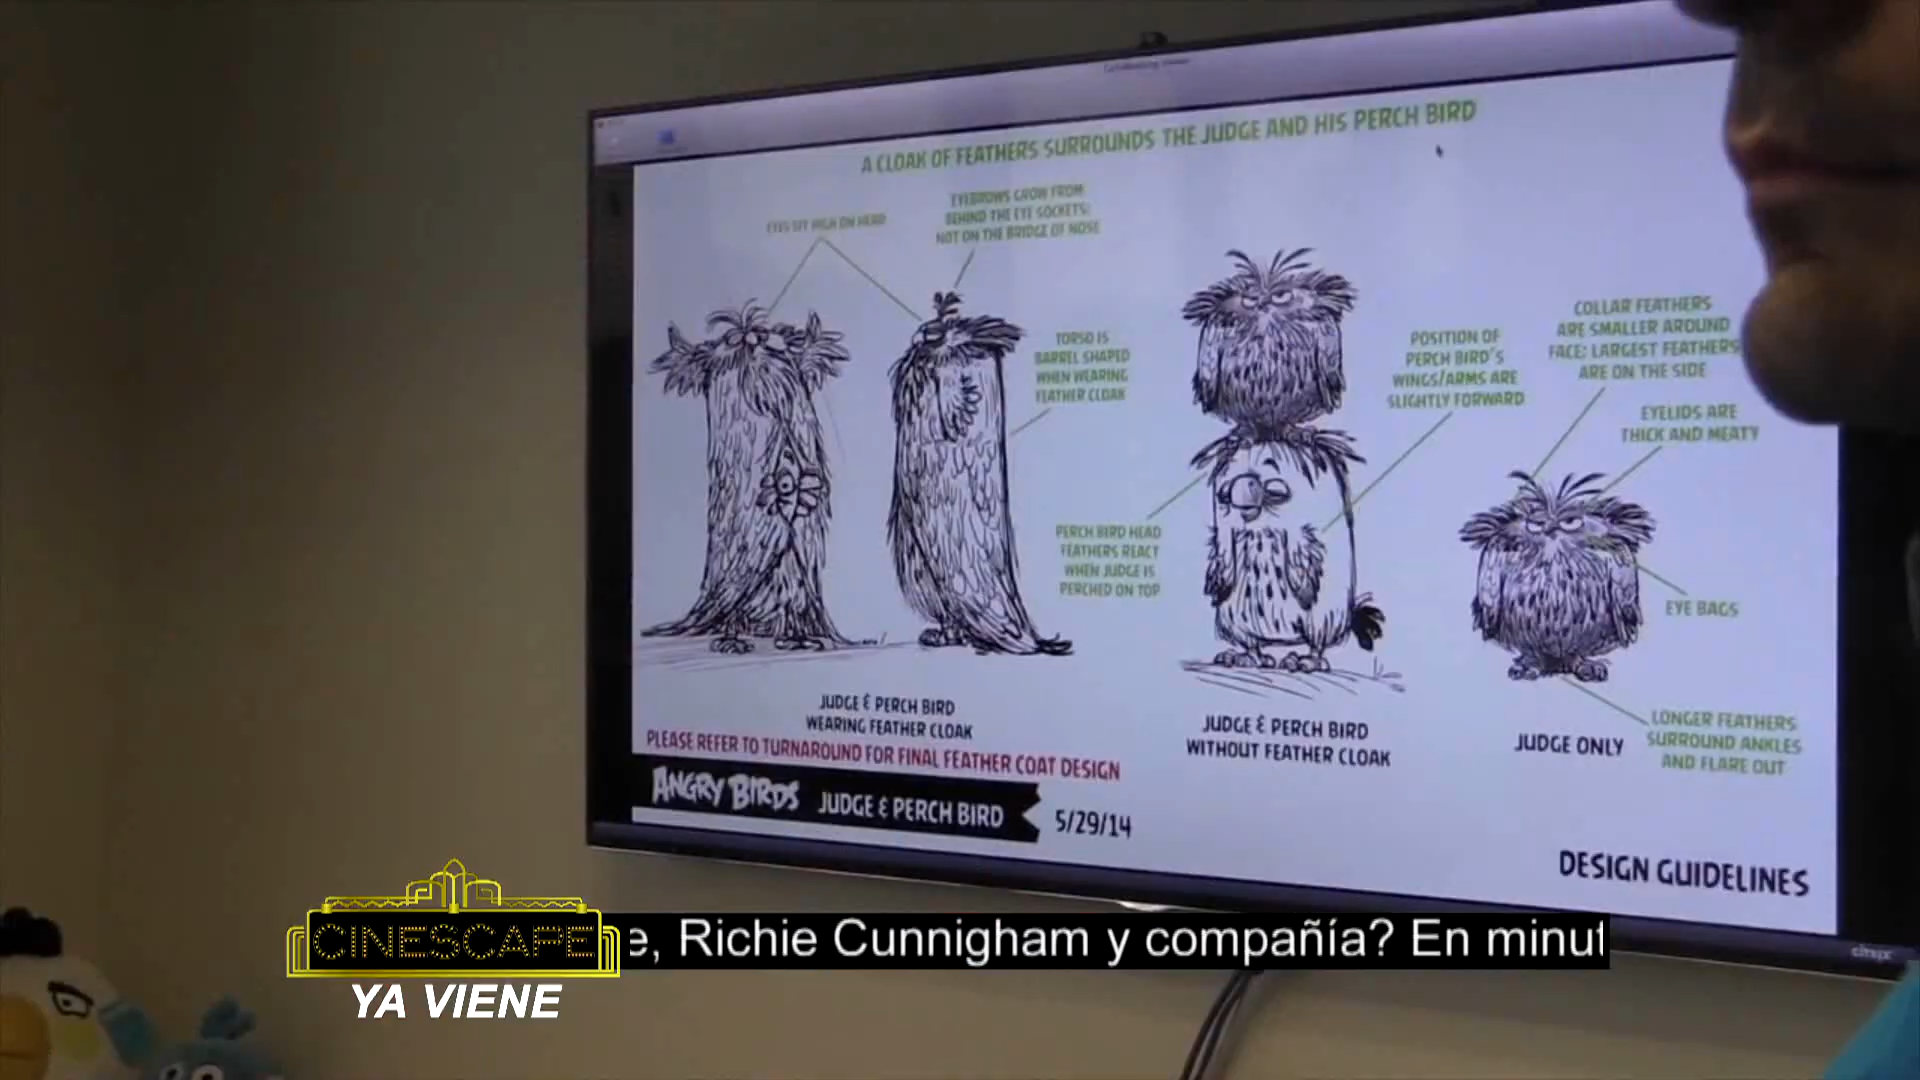 A CLOAK OF FEATHERS SURROUNDS THE JUDGE AND HIS PERCH BIRD
EYES SET HIGH ON HEAD
EYEBROWS GROW FROM
BEHIND THE EYE SOCKETS;
NOT ON THE BRIDGE OF NOSE
TORSO IS
BARREL SHAPED
WHEN WEARING
FEATHER CLOAK
POSITION OF
PERCH BIRD'S
WINGS/ARMS ARE
SLIGHTLY FORWARD
COLLAR FEATHERS
ARE SMALLER AROUND
FACE; LARGEST FEATHERS
ARE ON THE SIDE
EYELIDS ARE
THICK AND MEATY
PERCH BIRD HEAD
FEATHERS REACT
WHEN JUDGE IS
PERCHED ON TOP
EYE BAGS
LONGER FEATHERS
SURROUND ANKLES
AND FLARE OUT
JUDGE & PERCH BIRD
WEARING FEATHER CLOAK
JUDGE & PERCH BIRD
WITHOUT FEATHER CLOAK
JUDGE ONLY
PLEASE REFER TO TURNAROUND FOR FINAL FEATHER COAT DESIGN
ANGRY BIRDS JUDGE & PERCH BIRD 5/29/14
DESIGN GUIDELINES
citrix
CINESCAPE
e, Richie Cunnigham y compañía? En minut
YA VIENE